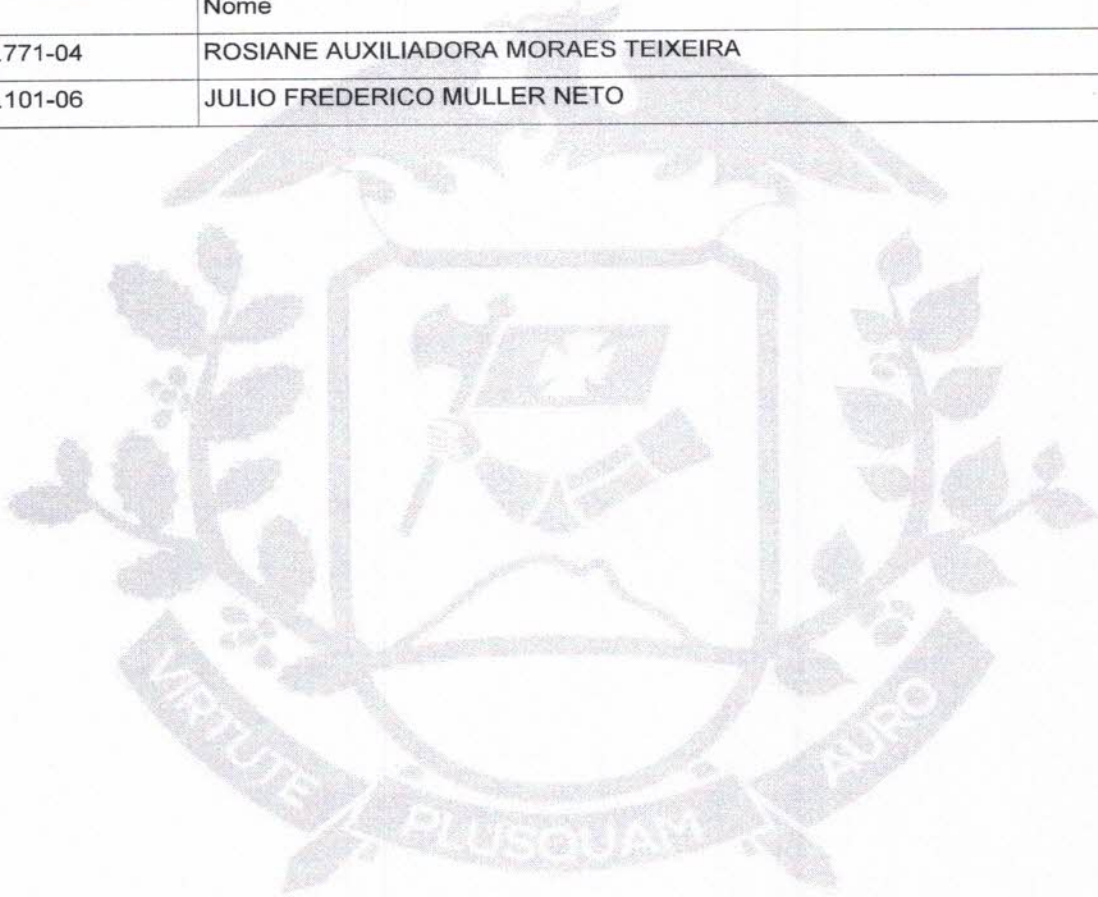 Nome
.771-04 ROSIANE AUXILIADORA MORAES TEIXEIRA
.101-06 JULIO FREDERICO MULLER NETO
VIRTUTE PLUSQUAM AURO